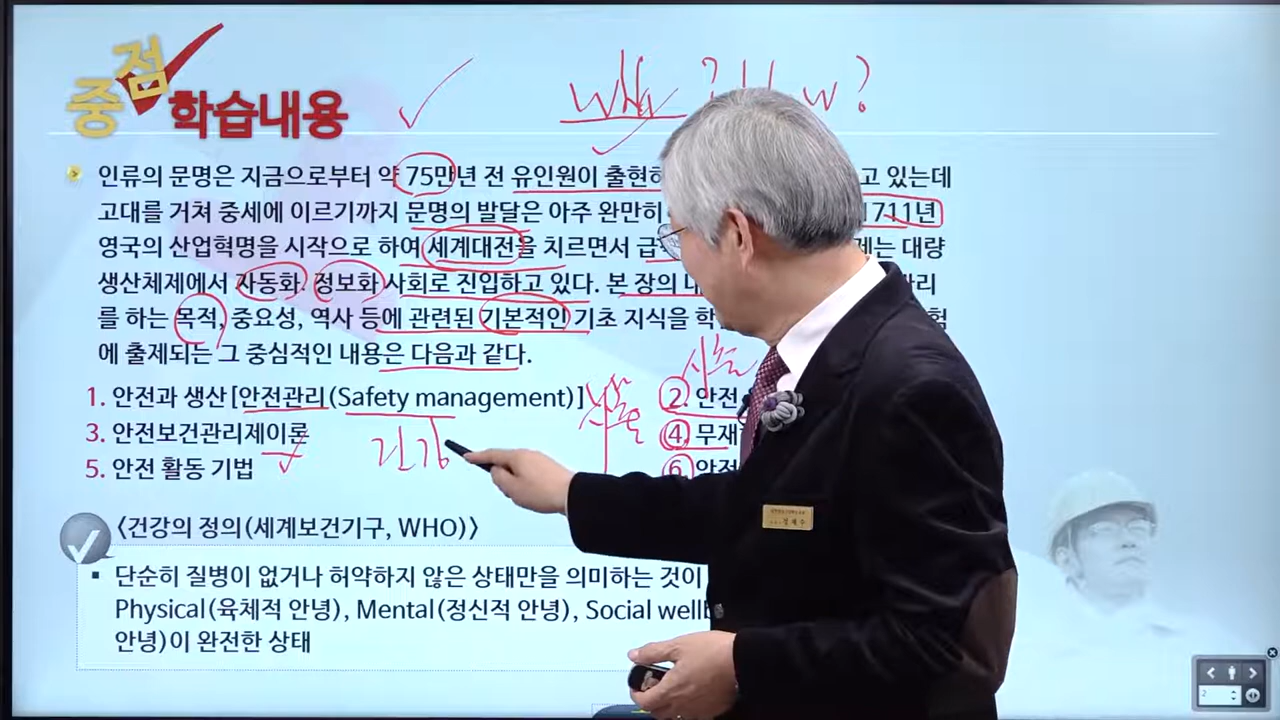 중점 학습내용
why ? how ?
인류의 문명은 지금으로부터 약 75만년 전 유인원이 출현하 고 있는데
고대를 거쳐 중세에 이르기까지 문명의 발달은 아주 완만히 1711년
영국의 산업혁명을 시작으로 하여 세계대전을 치르면서 급 제는 대량
생산체제에서 자동화, 정보화 사회로 진입하고 있다. 본 장의 내 관리
를 하는 목적, 중요성, 역사 등에 관련된 기본적인 기초 지식을 학 험
에 출제되는 그 중심적인 내용은 다음과 같다.
1. 안전과 생산 [안전관리(Safety management)]
2. 안전
3. 안전보건관리제이론
건강
4. 무재
5. 안전 활동 기법
6. 안전
〈건강의 정의(세계보건기구, WHO)〉
▪ 단순히 질병이 없거나 허약하지 않은 상태만을 의미하는 것이
Physical(육체적 안녕), Mental(정신적 안녕), Social wellb
안녕)이 완전한 상태
2